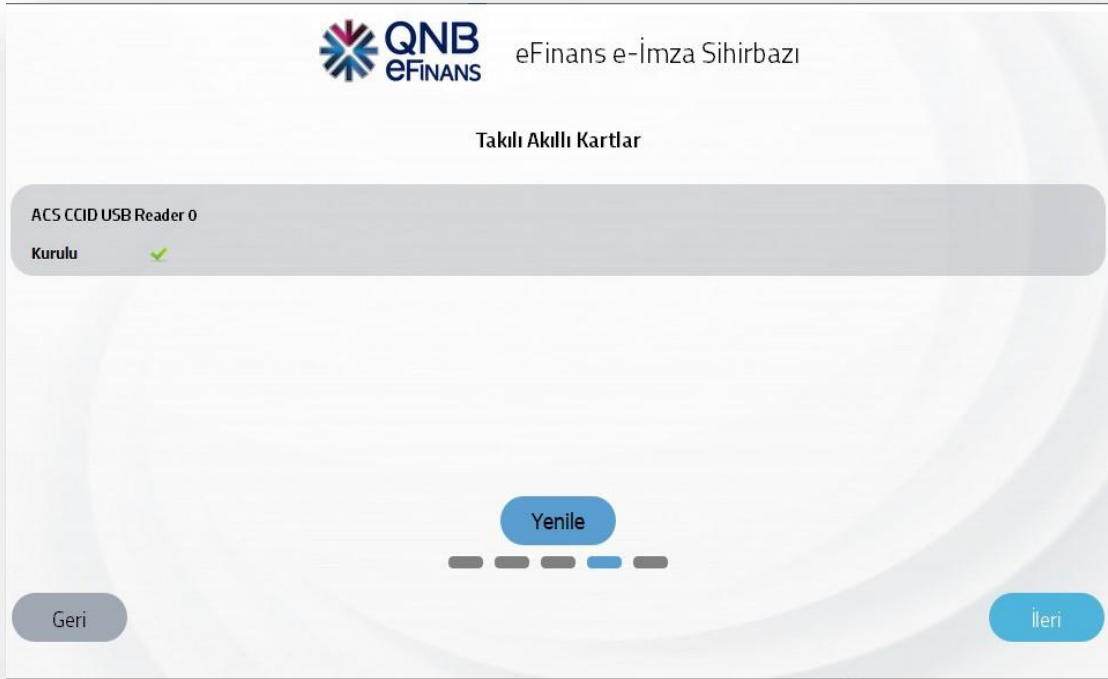 QNB
eFinans
eFinans e-İmza Sihirbazı
Takılı Akıllı Kartlar
ACS CCID USB Reader 0
Kurulu
Yenile
Geri
İleri